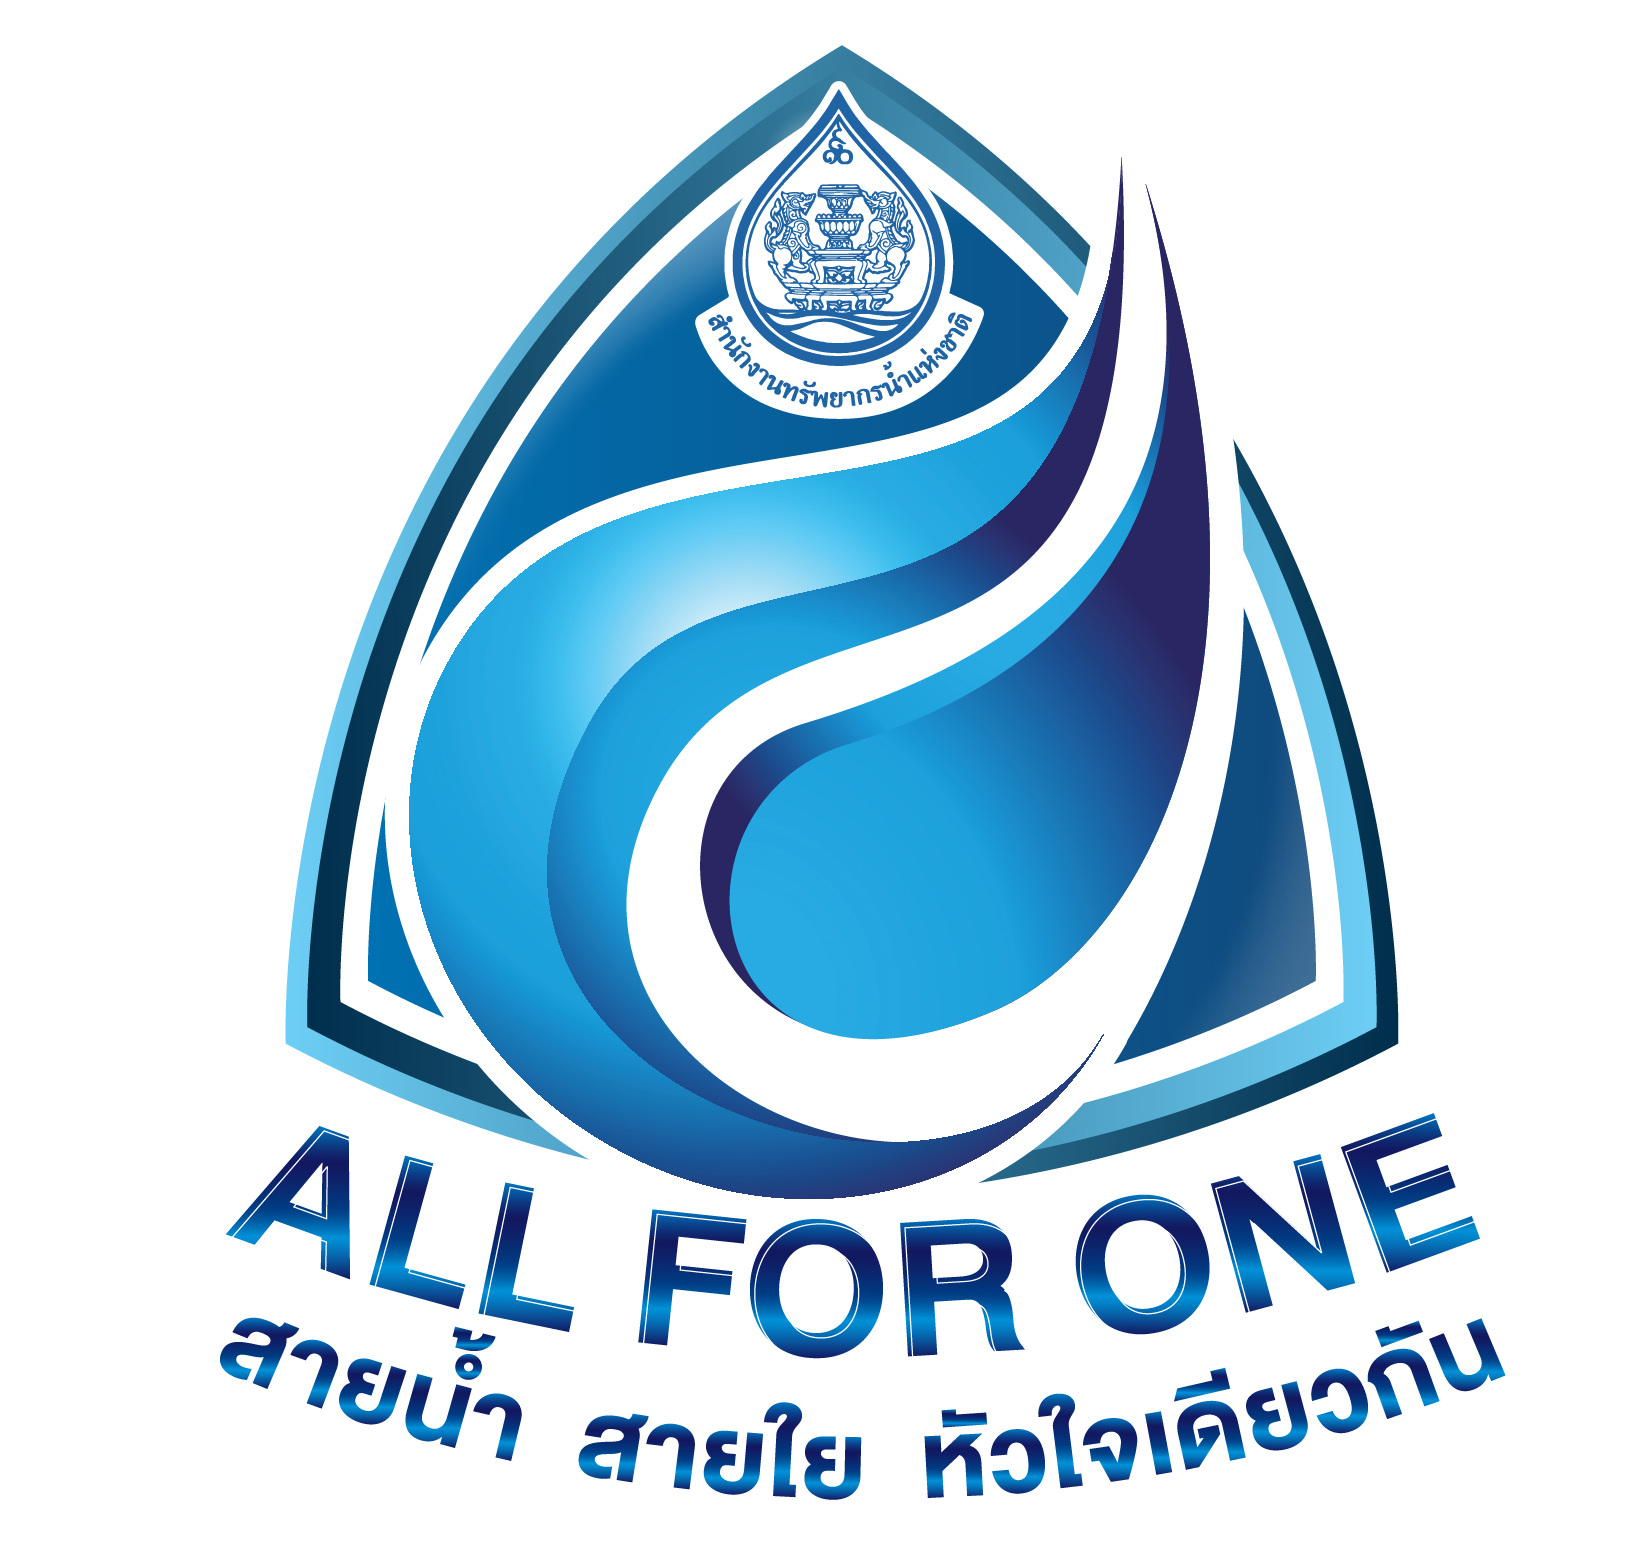 ๑๐
สำนักงานทรัพยากรน้ำแห่งชาติ
ALL FOR ONE
สายน้ำ สายใย หัวใจเดียวกัน